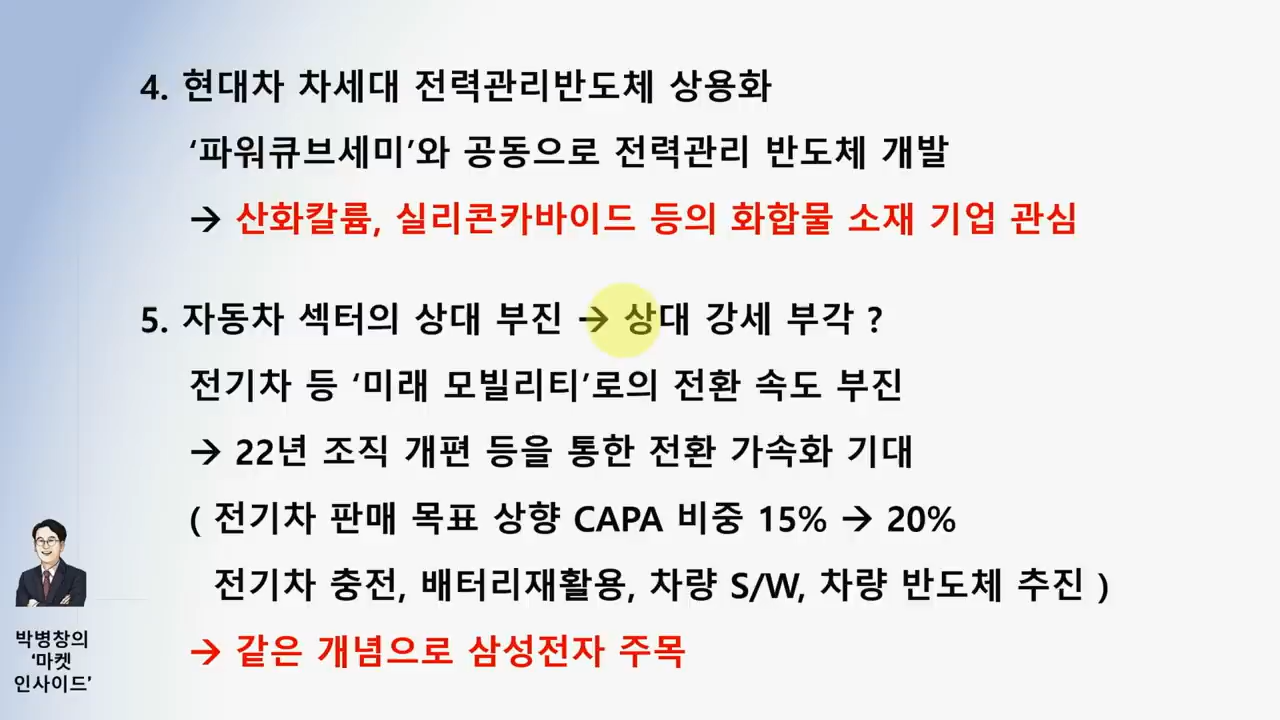 4. 현대차 차세대 전력관리반도체 상용화
‘파워큐브세미’와 공동으로 전력관리 반도체 개발
→ 산화칼륨, 실리콘카바이드 등의 화합물 소재 기업 관심
5. 자동차 섹터의 상대 부진 → 상대 강세 부각 ?
전기차 등 ‘미래 모빌리티’로의 전환 속도 부진
→ 22년 조직 개편 등을 통한 전환 가속화 기대
( 전기차 판매 목표 상향 CAPA 비중 15% → 20%
전기차 충전, 배터리재활용, 차량 S/W, 차량 반도체 추진 )
→ 같은 개념으로 삼성전자 주목
박병창의
‘마켓
인사이드’